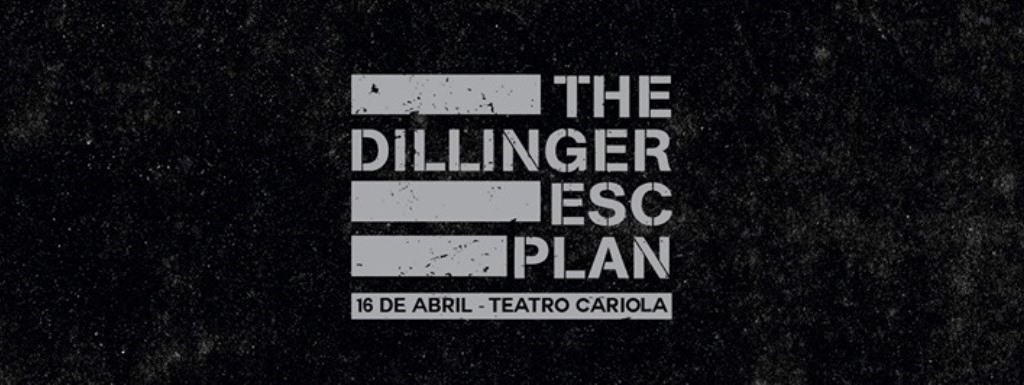 THE
DILLINGER
ESC
PLAN
16 DE ABRIL - TEATRO CARIOLA